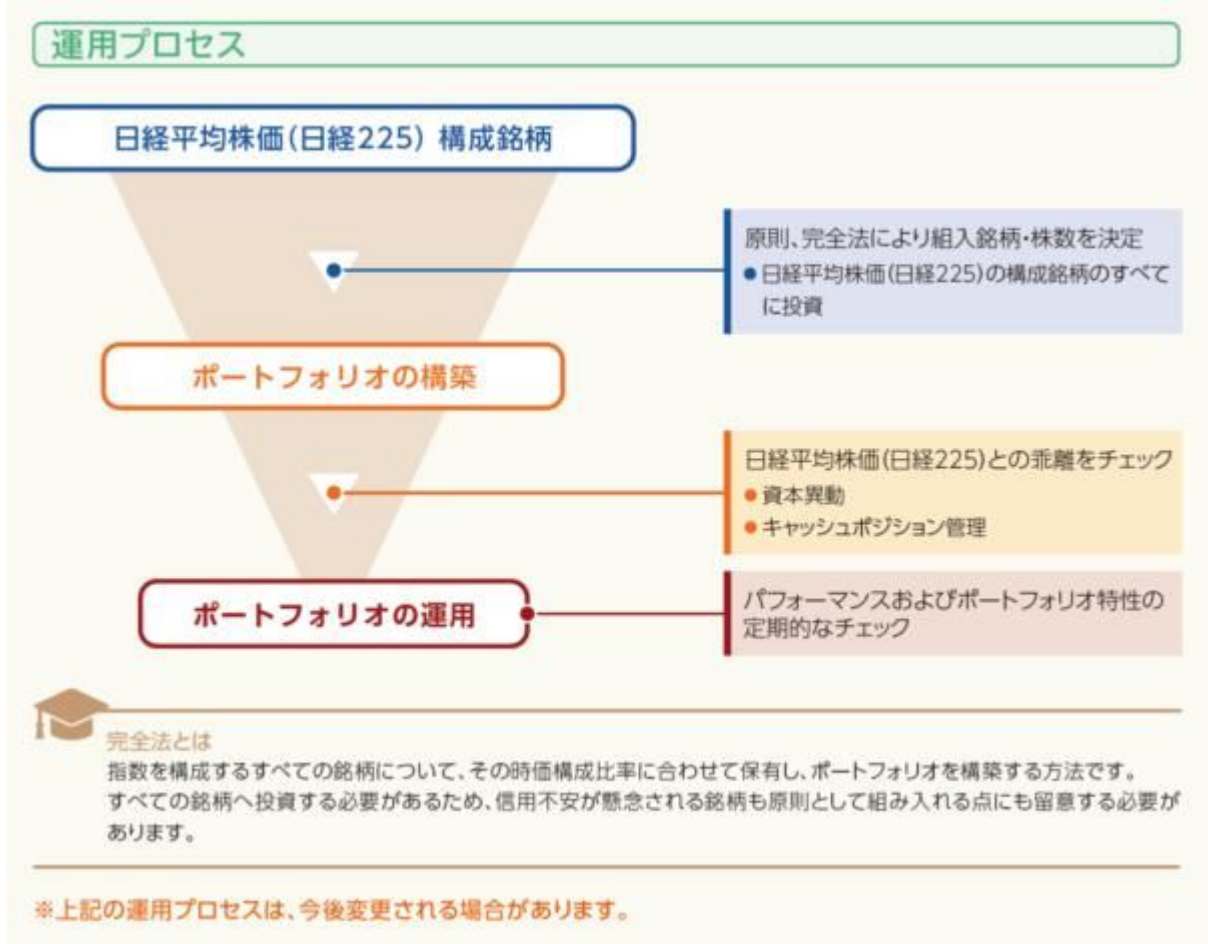 運用プロセス
日経平均株価(日経225) 構成銘柄
原則、完全法により組入銘柄・株数を決定
●日経平均株価(日経225)の構成銘柄のすべて
に投資
ポートフォリオの構築
日経平均株価(日経225)との乖離をチェック
●資本異動
●キャッシュポジション管理
ポートフォリオの運用
パフォーマンスおよびポートフォリオ特性の
定期的なチェック
完全法とは
指数を構成するすべての銘柄について、その時価構成比率に合わせて保有し、ポートフォリオを構築する方法です。
すべての銘柄へ投資する必要があるため、信用不安が懸念される銘柄も原則として組み入れる点にも留意する必要が
あります。
※上記の運用プロセスは、今後変更される場合があります。